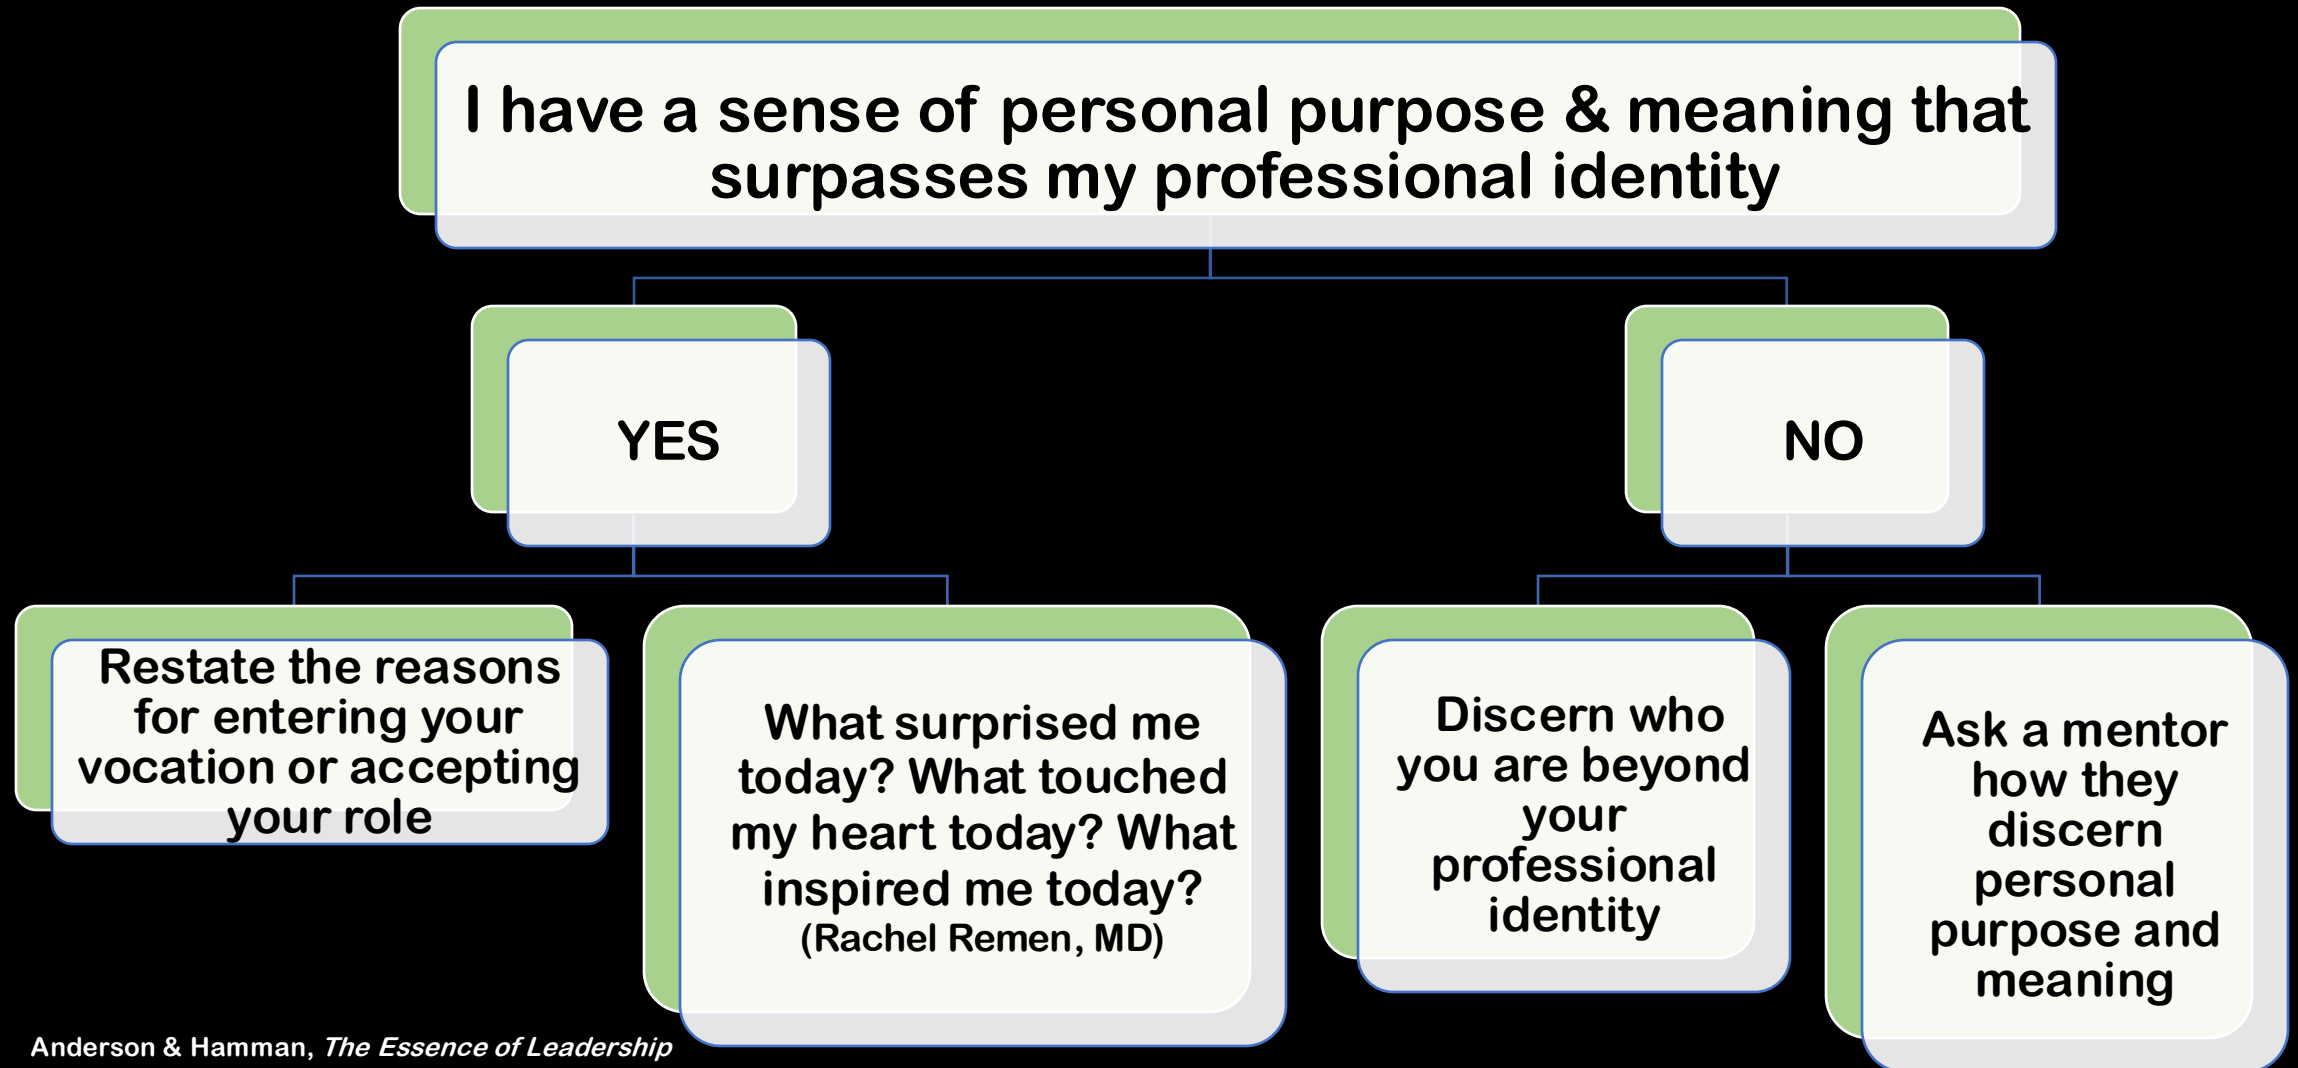 I have a sense of personal purpose & meaning that
surpasses my professional identity
YES
NO
Restate the reasons
for entering your
vocation or accepting
your role
What surprised me
today? What touched
my heart today? What
inspired me today?
(Rachel Remen, MD)
Discern who
you are beyond
your
professional
identity
Ask a mentor
how they
discern
personal
purpose and
meaning
Anderson & Hamman, The Essence of Leadership